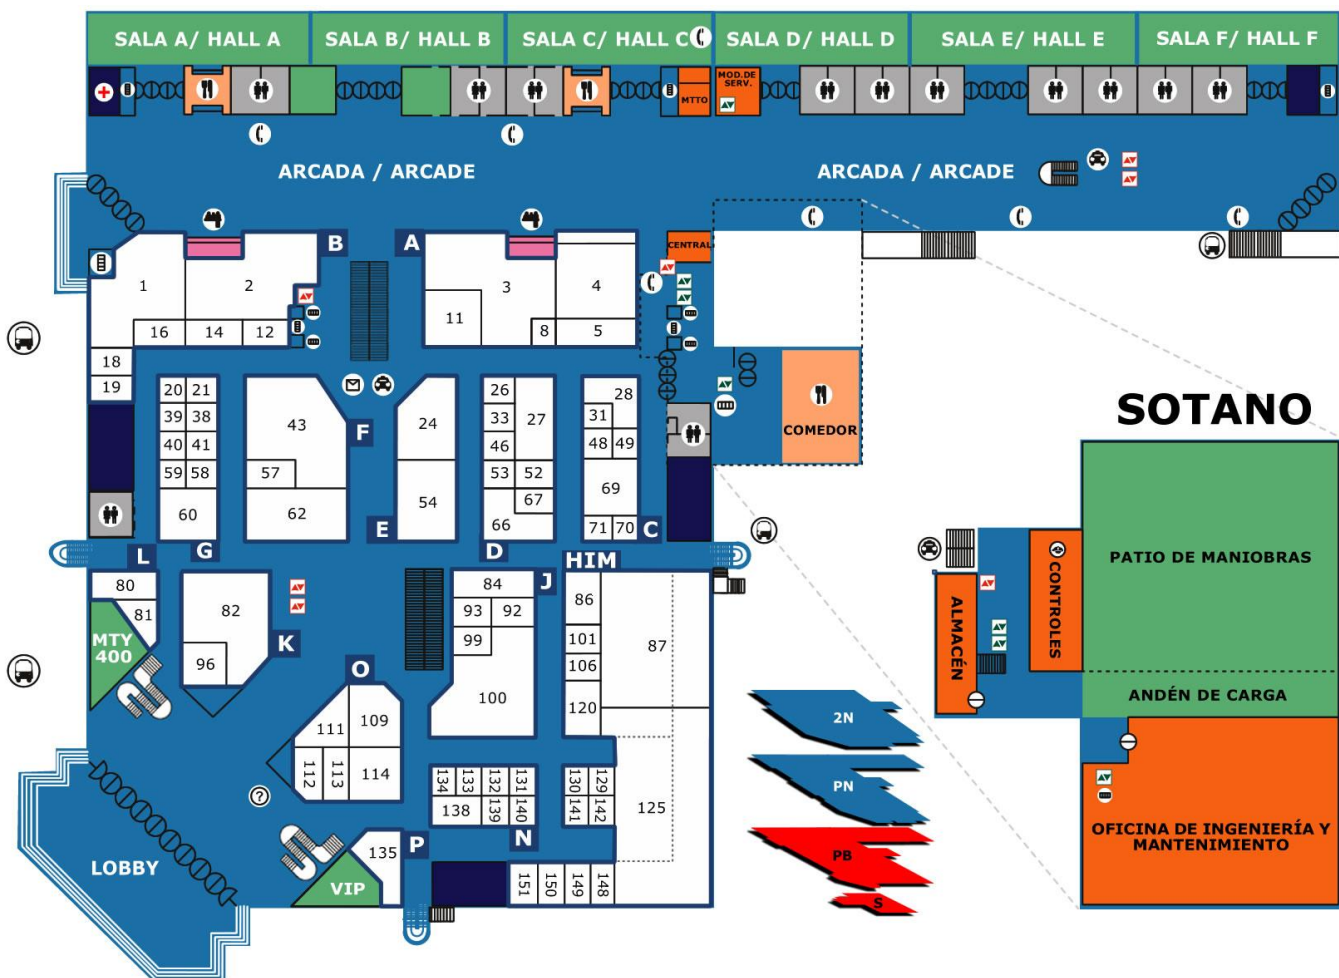 SALA A/ HALL A
SALA B/ HALL B
SALA C/ HALL C
SALA D/ HALL D
SALA E/ HALL E
SALA F/ HALL F
MOD.DE
SERV.
MTTO
ARCADA / ARCADE
ARCADA / ARCADE
B
A
CENTRAL
1
2
3
4
11
16
14
12
8
5
18
19
20
21
39
38
40
41
59
58
60
43
57
62
F
24
54
26
33
27
46
53
52
67
66
28
31
48
49
69
71
70
COMEDOR
SOTANO
L
G
E
D
C
HIM
80
81
MTY
400
82
96
K
84
93
92
99
100
J
86
101
106
120
87
125
O
111
109
112
113
114
?
134
133
132
131
138
139
140
N
130
129
141
142
P
135
VIP
LOBBY
151
150
149
148
2N
PN
PB
S
PATIO DE MANIOBRAS
CONTROLES
ALMACÉN
ANDÉN DE CARGA
OFICINA DE INGENIERÍA Y
MANTENIMIENTO